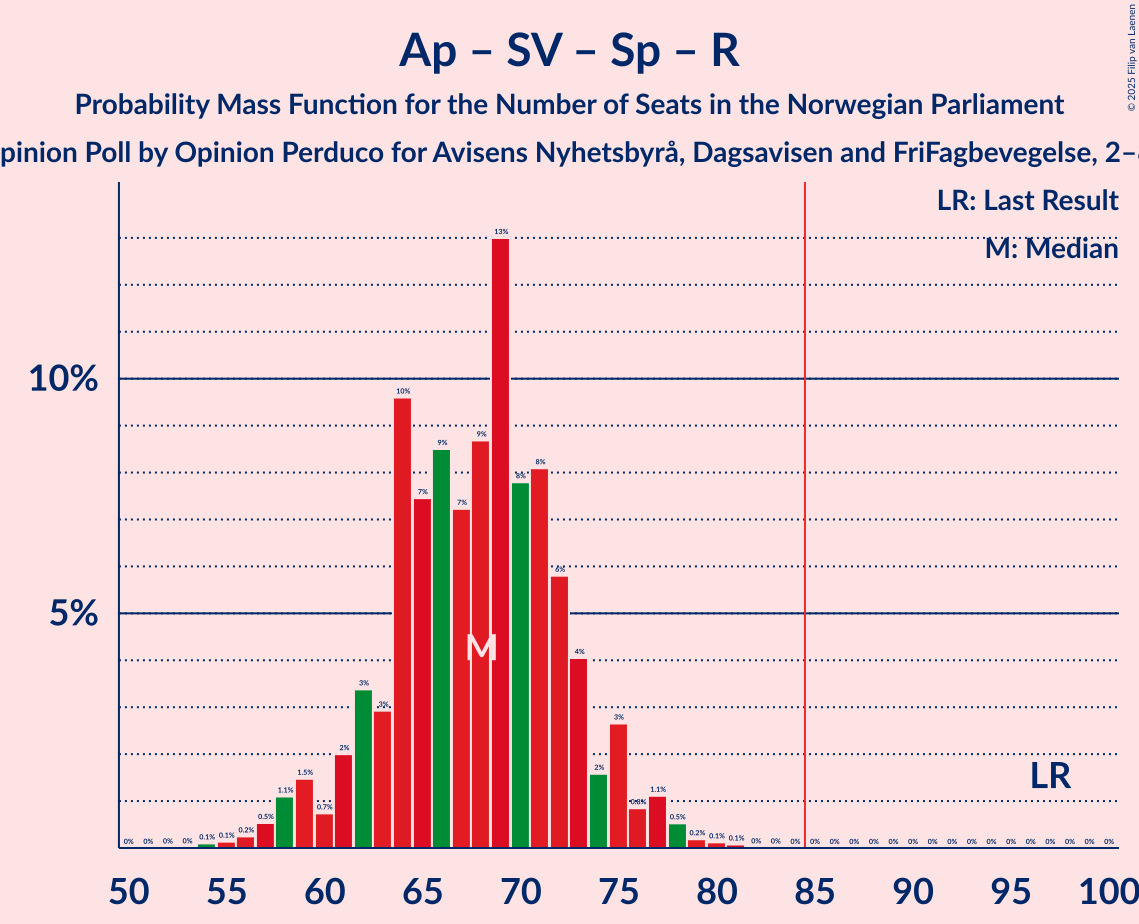 Ap – SV – Sp – R
Probability Mass Function for the Number of Seats in the Norwegian Parliament
pinion Poll by Opinion Perduco for Avisens Nyhetsbyrå, Dagsavisen and FriFagbevegelse, 2–
© 2025 Filip van Laenen
LR: Last Result
M: Median
10%
5%
0% 0% 0% 0% 0.1% 0.1% 0.2% 0.5% 1.1% 1.5% 0.7% 2% 3% 3% 10% 7% 9% 7% 9% 13% 8% 8% 6% 4% 2% 3% 0.8% 1.1% 0.5% 0.2% 0.1% 0.1% 0% 0% 0% 0% 0% 0% 0% 0% 0% 0% 0% 0% 0% 0% 0% 0% 0% 0% 0%
M
LR
50 55 60 65 70 75 80 85 90 95 100